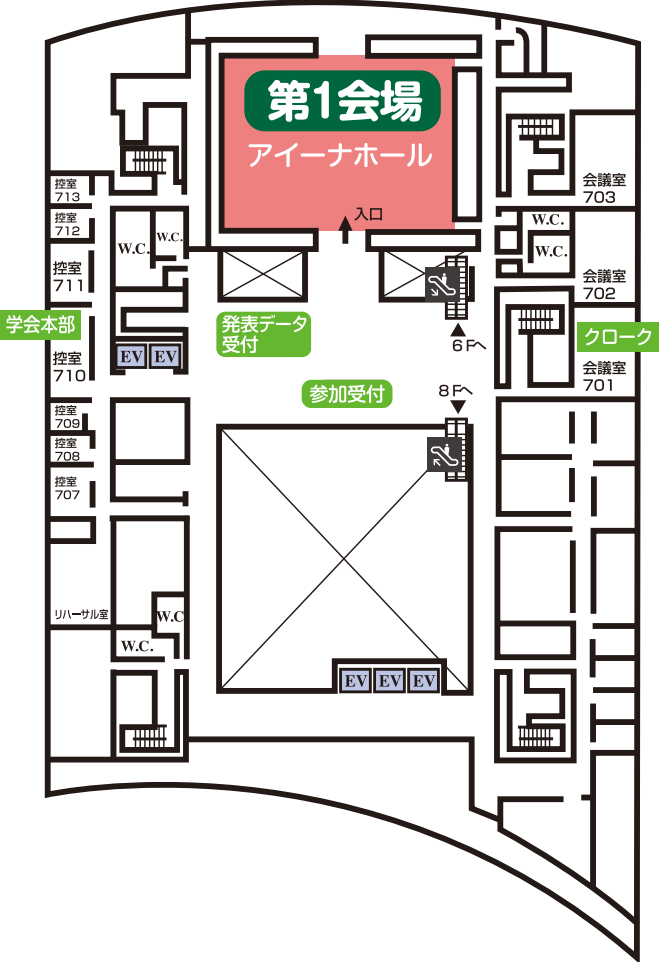 第1会場
アイーナホール
入口
控室
713
控室
712
控室
711
学会本部
控室
710
控室
709
控室
708
控室
707
リハーサル室
W.C.
W.C.
EV
EV
W.C
W.C.
発表データ
受付
参加受付
6Fへ
8Fへ
EV
EV
EV
会議室
703
W.C.
W.C.
会議室
702
クローク
会議室
701